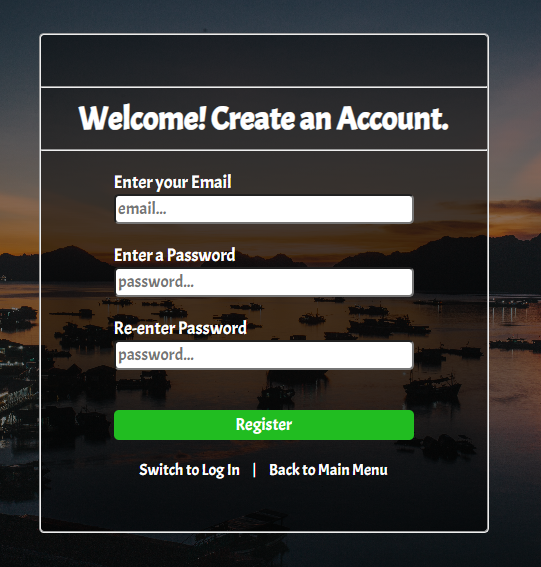 Welcome! Create an Account.
Enter your Email
email...
Enter a Password
password...
Re-enter Password
password...
Register
Switch to Log In | Back to Main Menu